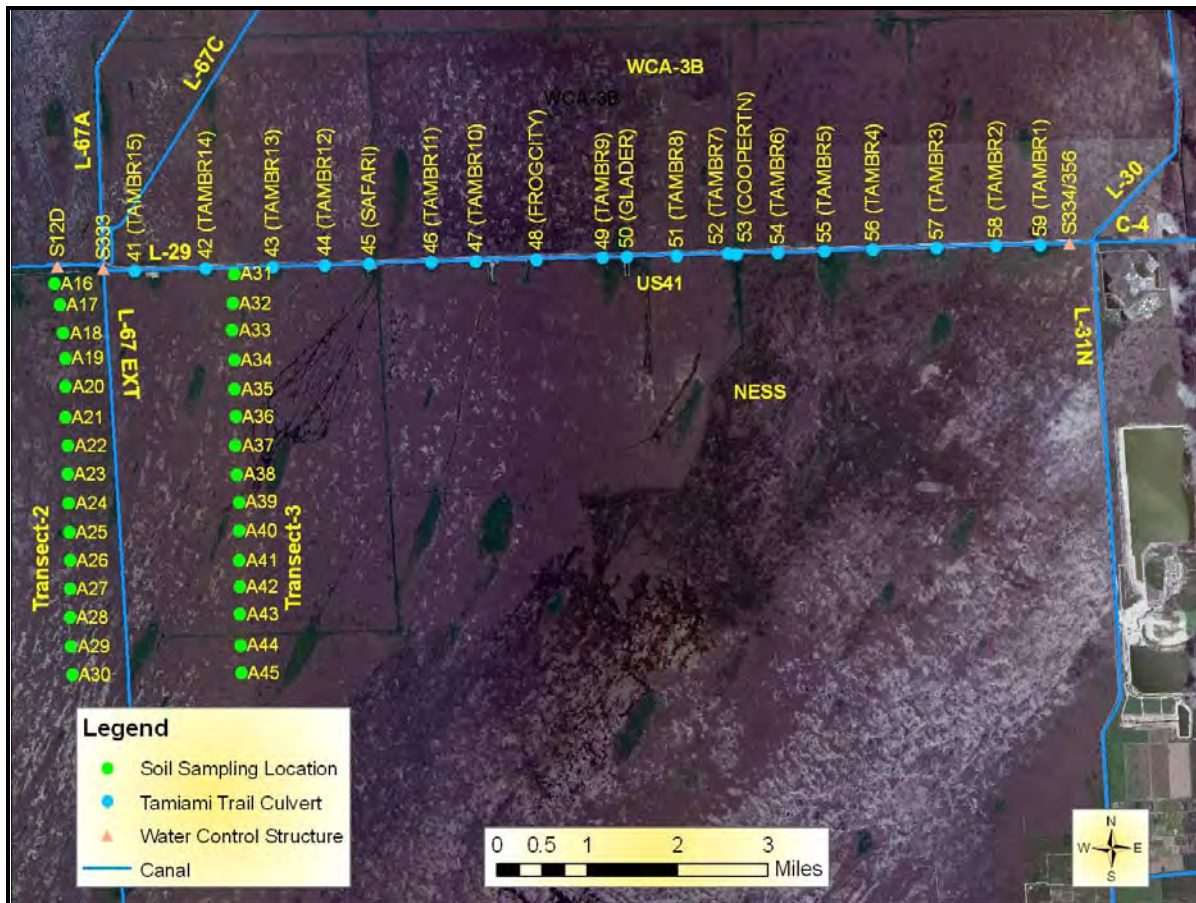 WCA-3B
WCA-3B
L-67A
L-67C
S12D
S333
41 (TAMBR15)
L-29
42 (TAMBR14)
43 (TAMBR13)
44 (TAMBR12)
45 (SAFARI)
46 (TAMBR11)
47 (TAMBR10)
48 (FROGCITY)
49 (TAMBR9)
50 (GLADER)
51 (TAMBR8)
52 (TAMBR7)
53 (COOPERTN)
54 (TAMBR6)
55 (TAMBR5)
56 (TAMBR4)
57 (TAMBR3)
58 (TAMBR2)
59 (TAMBR1)
S334/356
L-30
C-4
US41
L-31N
NESS
L-67 EXT
A16
A17
A18
A19
A20
A21
A22
A23
A24
A25
A26
A27
A28
A29
A30
Transect-2
A31
A32
A33
A34
A35
A36
A37
A38
A39
A40
A41
A42
A43
A44
A45
Transect-3
Legend
Soil Sampling Location
Tamiami Trail Culvert
Water Control Structure
Canal
0 0.5 1 2 3
Miles
N
W E
S